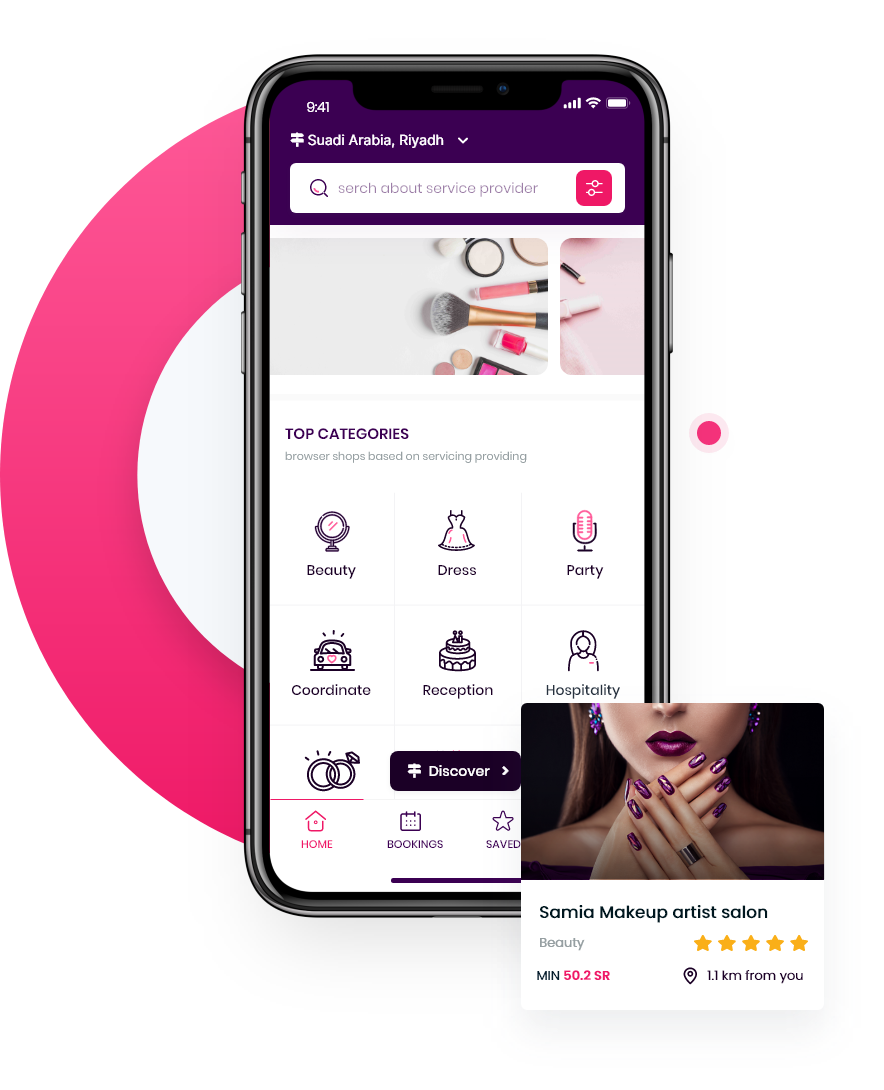 9:41
Suadi Arabia, Riyadh
serch about service provider
TOP CATEGORIES
browser shops based on servicing providing
Beauty
Dress
Party
Coordinate
Reception
Hospitality
Discover
HOME
BOOKINGS
SAVED
Samia Makeup artist salon
Beauty
MIN 50.2 SR
1.1 km from you